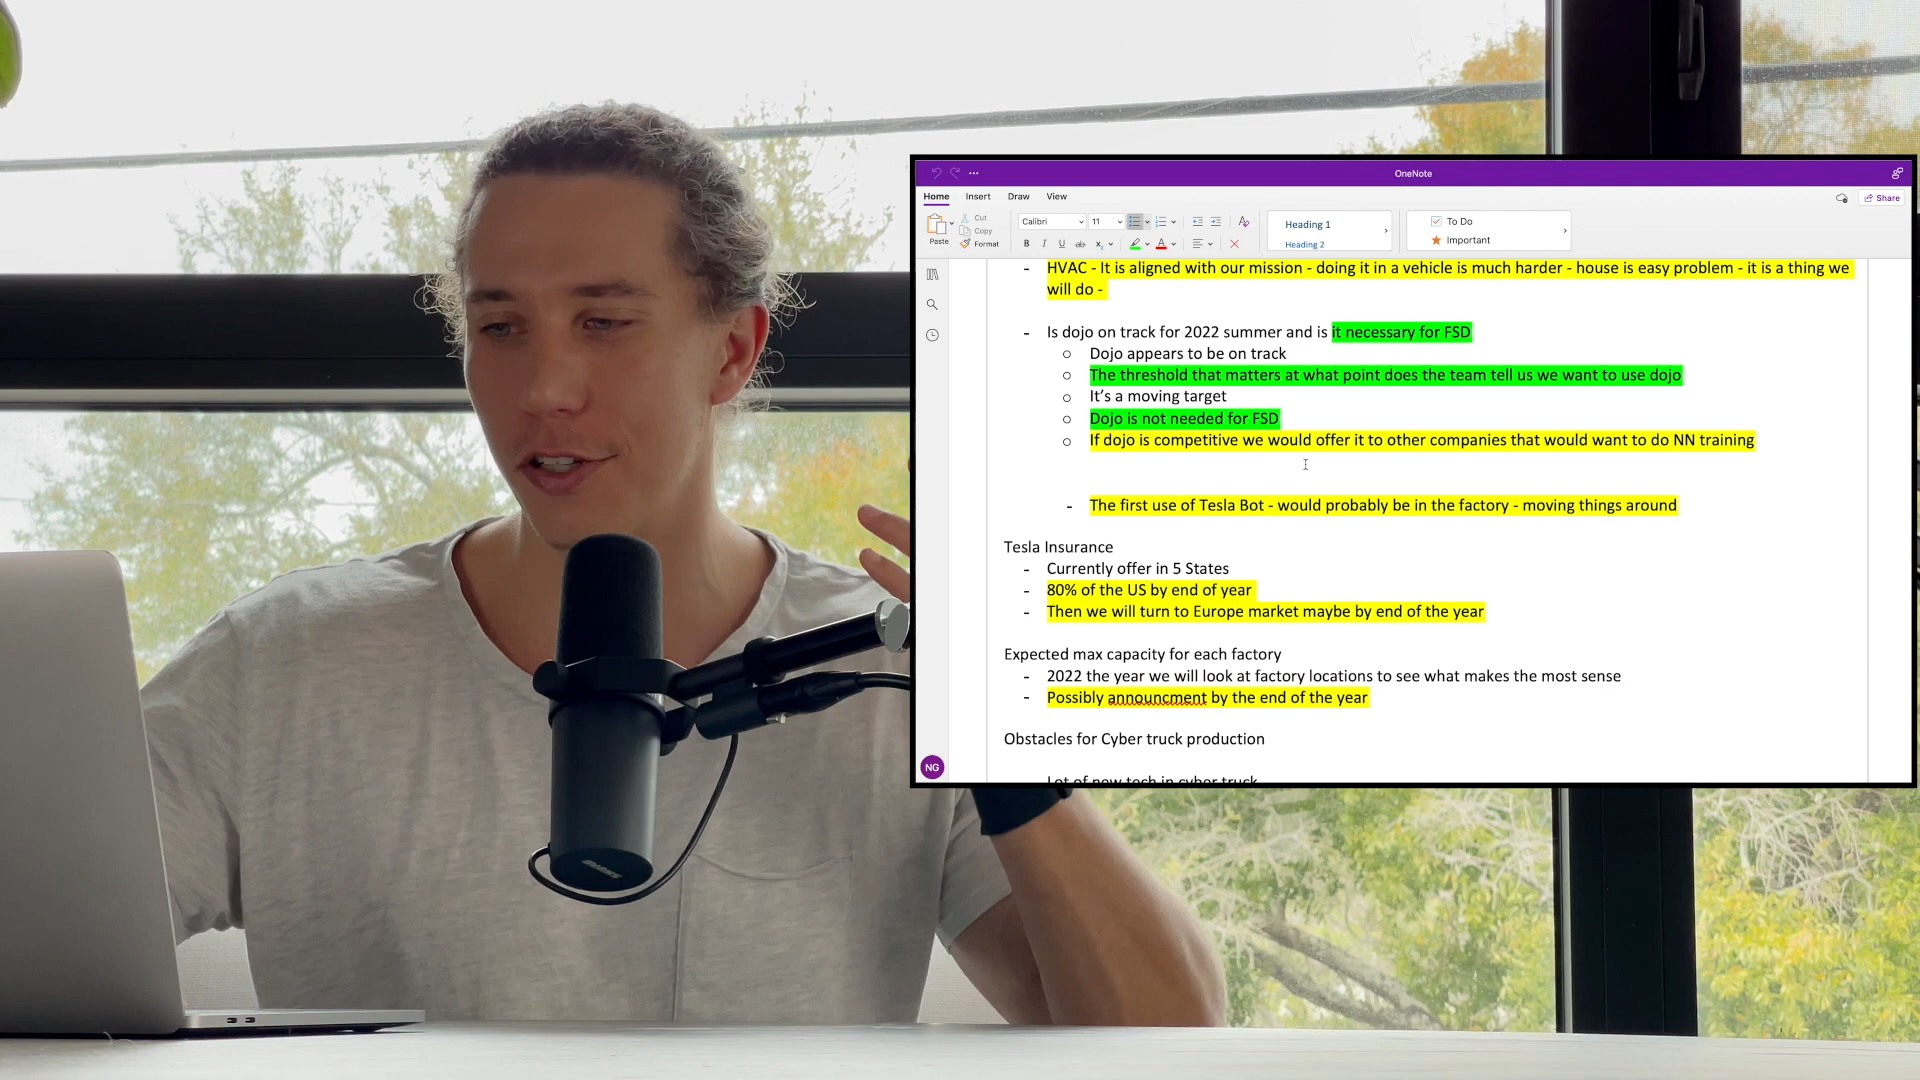 OneNote
Home Insert Draw View
Share
Paste
Cut
Copy
Format
Calibri 11
B I U ab x
A A
Heading 1
Heading 2
To Do
Important
- HVAC - It is aligned with our mission - doing it in a vehicle is much harder - house is easy problem - it is a thing we
will do -
- Is dojo on track for 2022 summer and is it necessary for FSD
○ Dojo appears to be on track
○ The threshold that matters at what point does the team tell us we want to use dojo
○ It’s a moving target
○ Dojo is not needed for FSD
○ If dojo is competitive we would offer it to other companies that would want to do NN training
- The first use of Tesla Bot - would probably be in the factory - moving things around
Tesla Insurance
- Currently offer in 5 States
- 80% of the US by end of year
- Then we will turn to Europe market maybe by end of the year
Expected max capacity for each factory
- 2022 the year we will look at factory locations to see what makes the most sense
- Possibly announcment by the end of the year
Obstacles for Cyber truck production
Lot of new tech in cyber truck
NG
SHURE